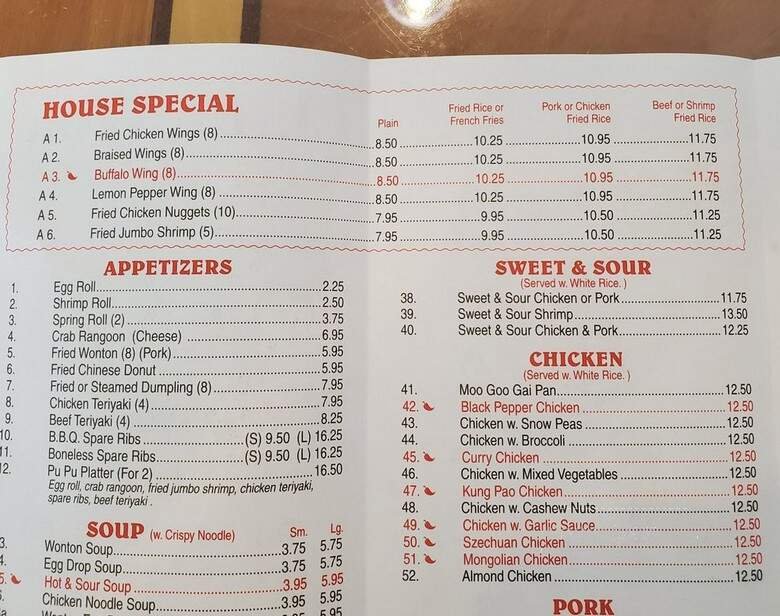 HOUSE SPECIAL
Plain Fried Rice or French Fries Pork or Chicken Fried Rice Beef or Shrimp Fried Rice
A 1. Fried Chicken Wings (8) 8.50 10.25 10.95 11.75
A 2. Braised Wings (8) 8.50 10.25 10.95 11.75
A 3. Buffalo Wing (8) 8.50 10.25 10.95 11.75
A 4. Lemon Pepper Wing (8) 8.50 10.25 10.95 11.75
A 5. Fried Chicken Nuggets (10) 7.95 9.95 10.50 11.25
A 6. Fried Jumbo Shrimp (5) 7.95 9.95 10.50 11.25
APPETIZERS
1. Egg Roll 2.25
2. Shrimp Roll 2.50
3. Spring Roll (2) 3.75
4. Crab Rangoon (Cheese) 6.95
5. Fried Wonton (8) (Pork) 5.95
6. Fried Chinese Donut 5.95
7. Fried or Steamed Dumpling (8) 7.95
8. Chicken Teriyaki (4) 7.95
9. Beef Teriyaki (4) 8.25
10. B.B.Q. Spare Ribs (S) 9.50 (L) 16.25
11. Boneless Spare Ribs (S) 9.50 (L) 16.25
12. Pu Pu Platter (For 2) 16.50
Egg roll, crab rangoon, fried jumbo shrimp, chicken teriyaki,
spare ribs, beef teriyaki.
SOUP (w. Crispy Noodle) Sm. Lg.
3. Wonton Soup 3.75 5.75
4. Egg Drop Soup 3.75 5.75
5. Hot & Sour Soup 3.95 5.95
Chicken Noodle Soup 3.95 5.95
SWEET & SOUR
(Served w. White Rice.)
38. Sweet & Sour Chicken or Pork 11.75
39. Sweet & Sour Shrimp 13.50
40. Sweet & Sour Chicken & Pork 12.25
CHICKEN
(Served w. White Rice.)
41. Moo Goo Gai Pan 12.50
42. Black Pepper Chicken 12.50
43. Chicken w. Snow Peas 12.50
44. Chicken w. Broccoli 12.50
45. Curry Chicken 12.50
46. Chicken w. Mixed Vegetables 12.50
47. Kung Pao Chicken 12.50
48. Chicken w. Cashew Nuts 12.50
49. Chicken w. Garlic Sauce 12.50
50. Szechuan Chicken 12.50
51. Mongolian Chicken 12.50
52. Almond Chicken 12.50
PORK